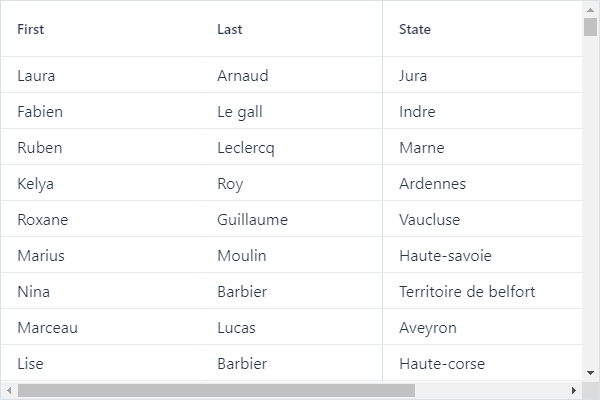 First Last State
Laura Arnaud Jura
Fabien Le gall Indre
Ruben Leclercq Marne
Kelya Roy Ardennes
Roxane Guillaume Vaucluse
Marius Moulin Haute-savoie
Nina Barbier Territoire de belfort
Marceau Lucas Aveyron
Lise Barbier Haute-corse